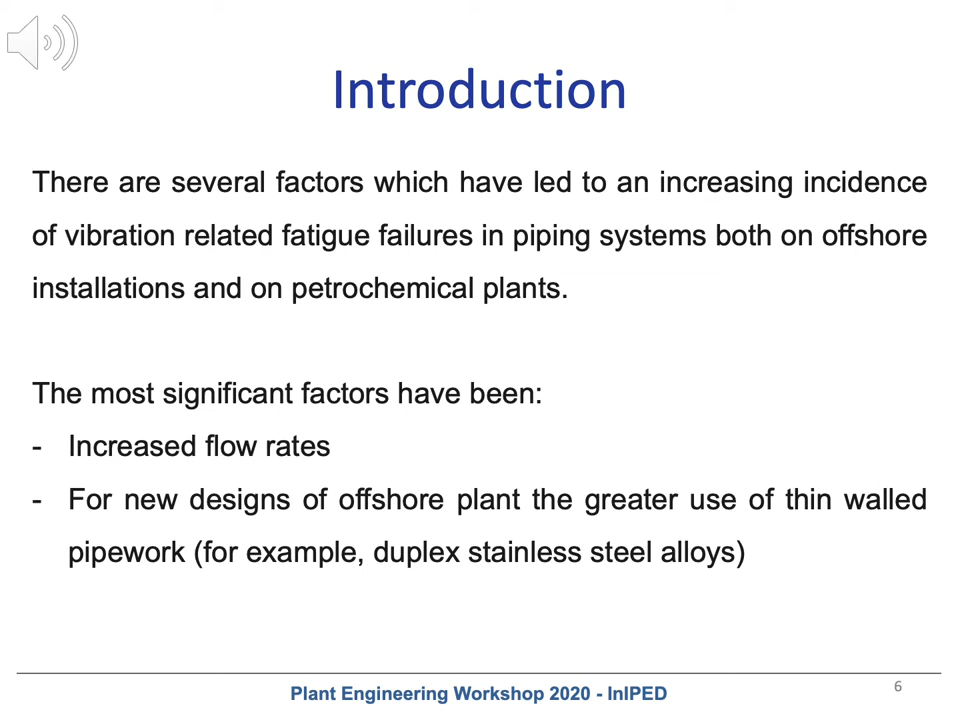 Introduction
There are several factors which have led to an increasing incidence
of vibration related fatigue failures in piping systems both on offshore
installations and on petrochemical plants.
The most significant factors have been:
- Increased flow rates
- For new designs of offshore plant the greater use of thin walled
pipework (for example, duplex stainless steel alloys)
Plant Engineering Workshop 2020 - InIPED
6